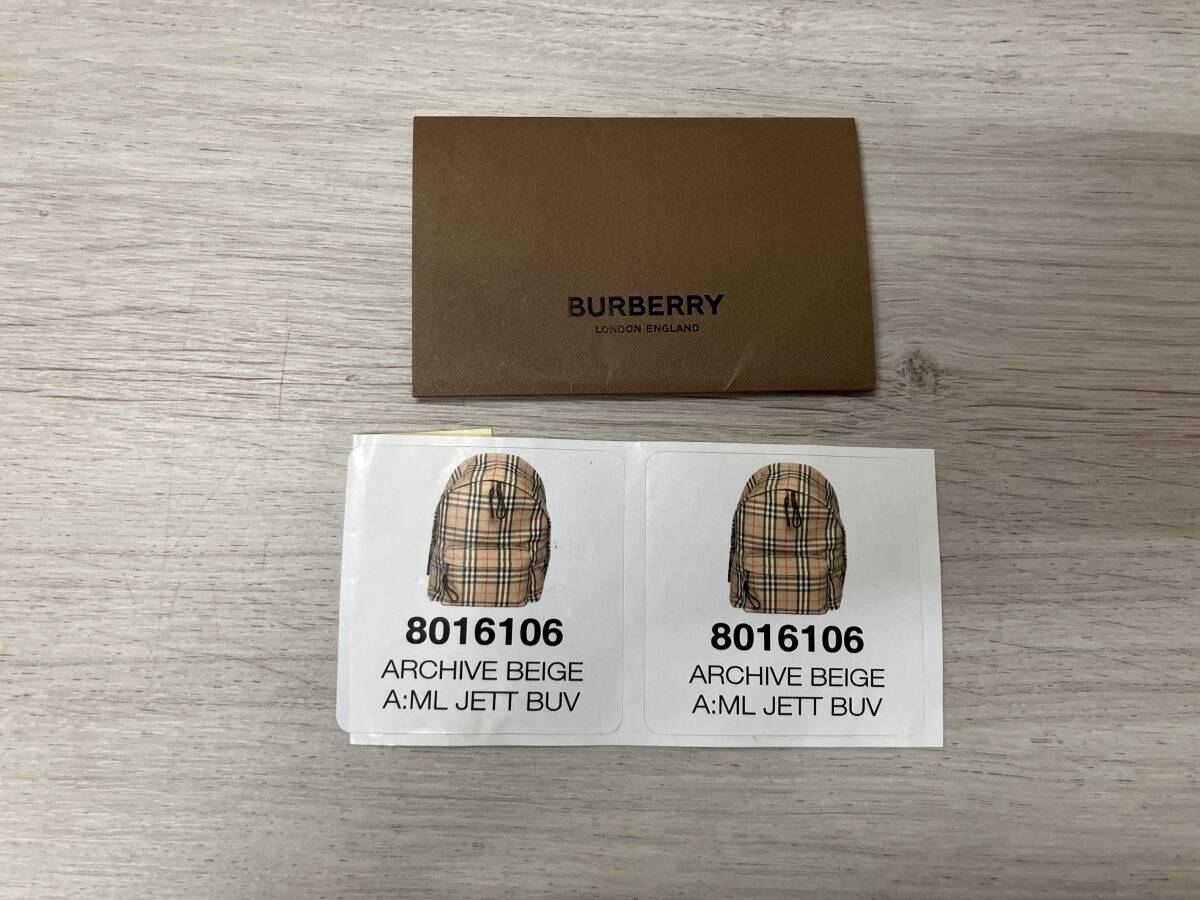 BURBERRY
LONDON ENGLAND
8016106
ARCHIVE BEIGE
A:ML JETT BUV
8016106
ARCHIVE BEIGE
A:ML JETT BUV